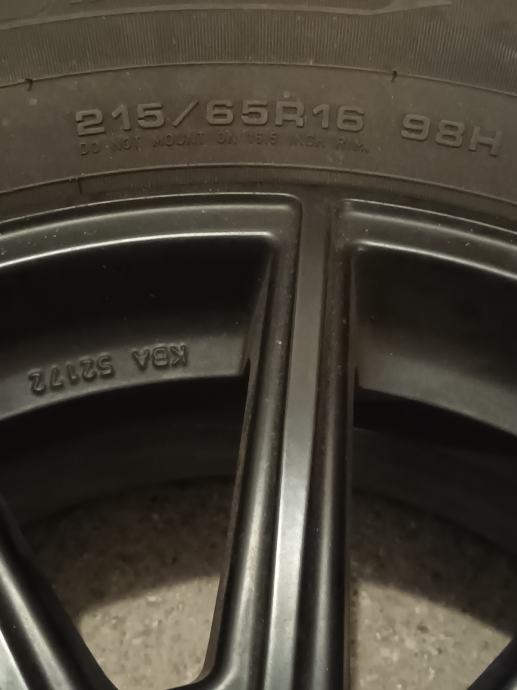 215/65R16 98H
DO NOT MOUNT ON 16.5 INCH RIM.
KBA 52172